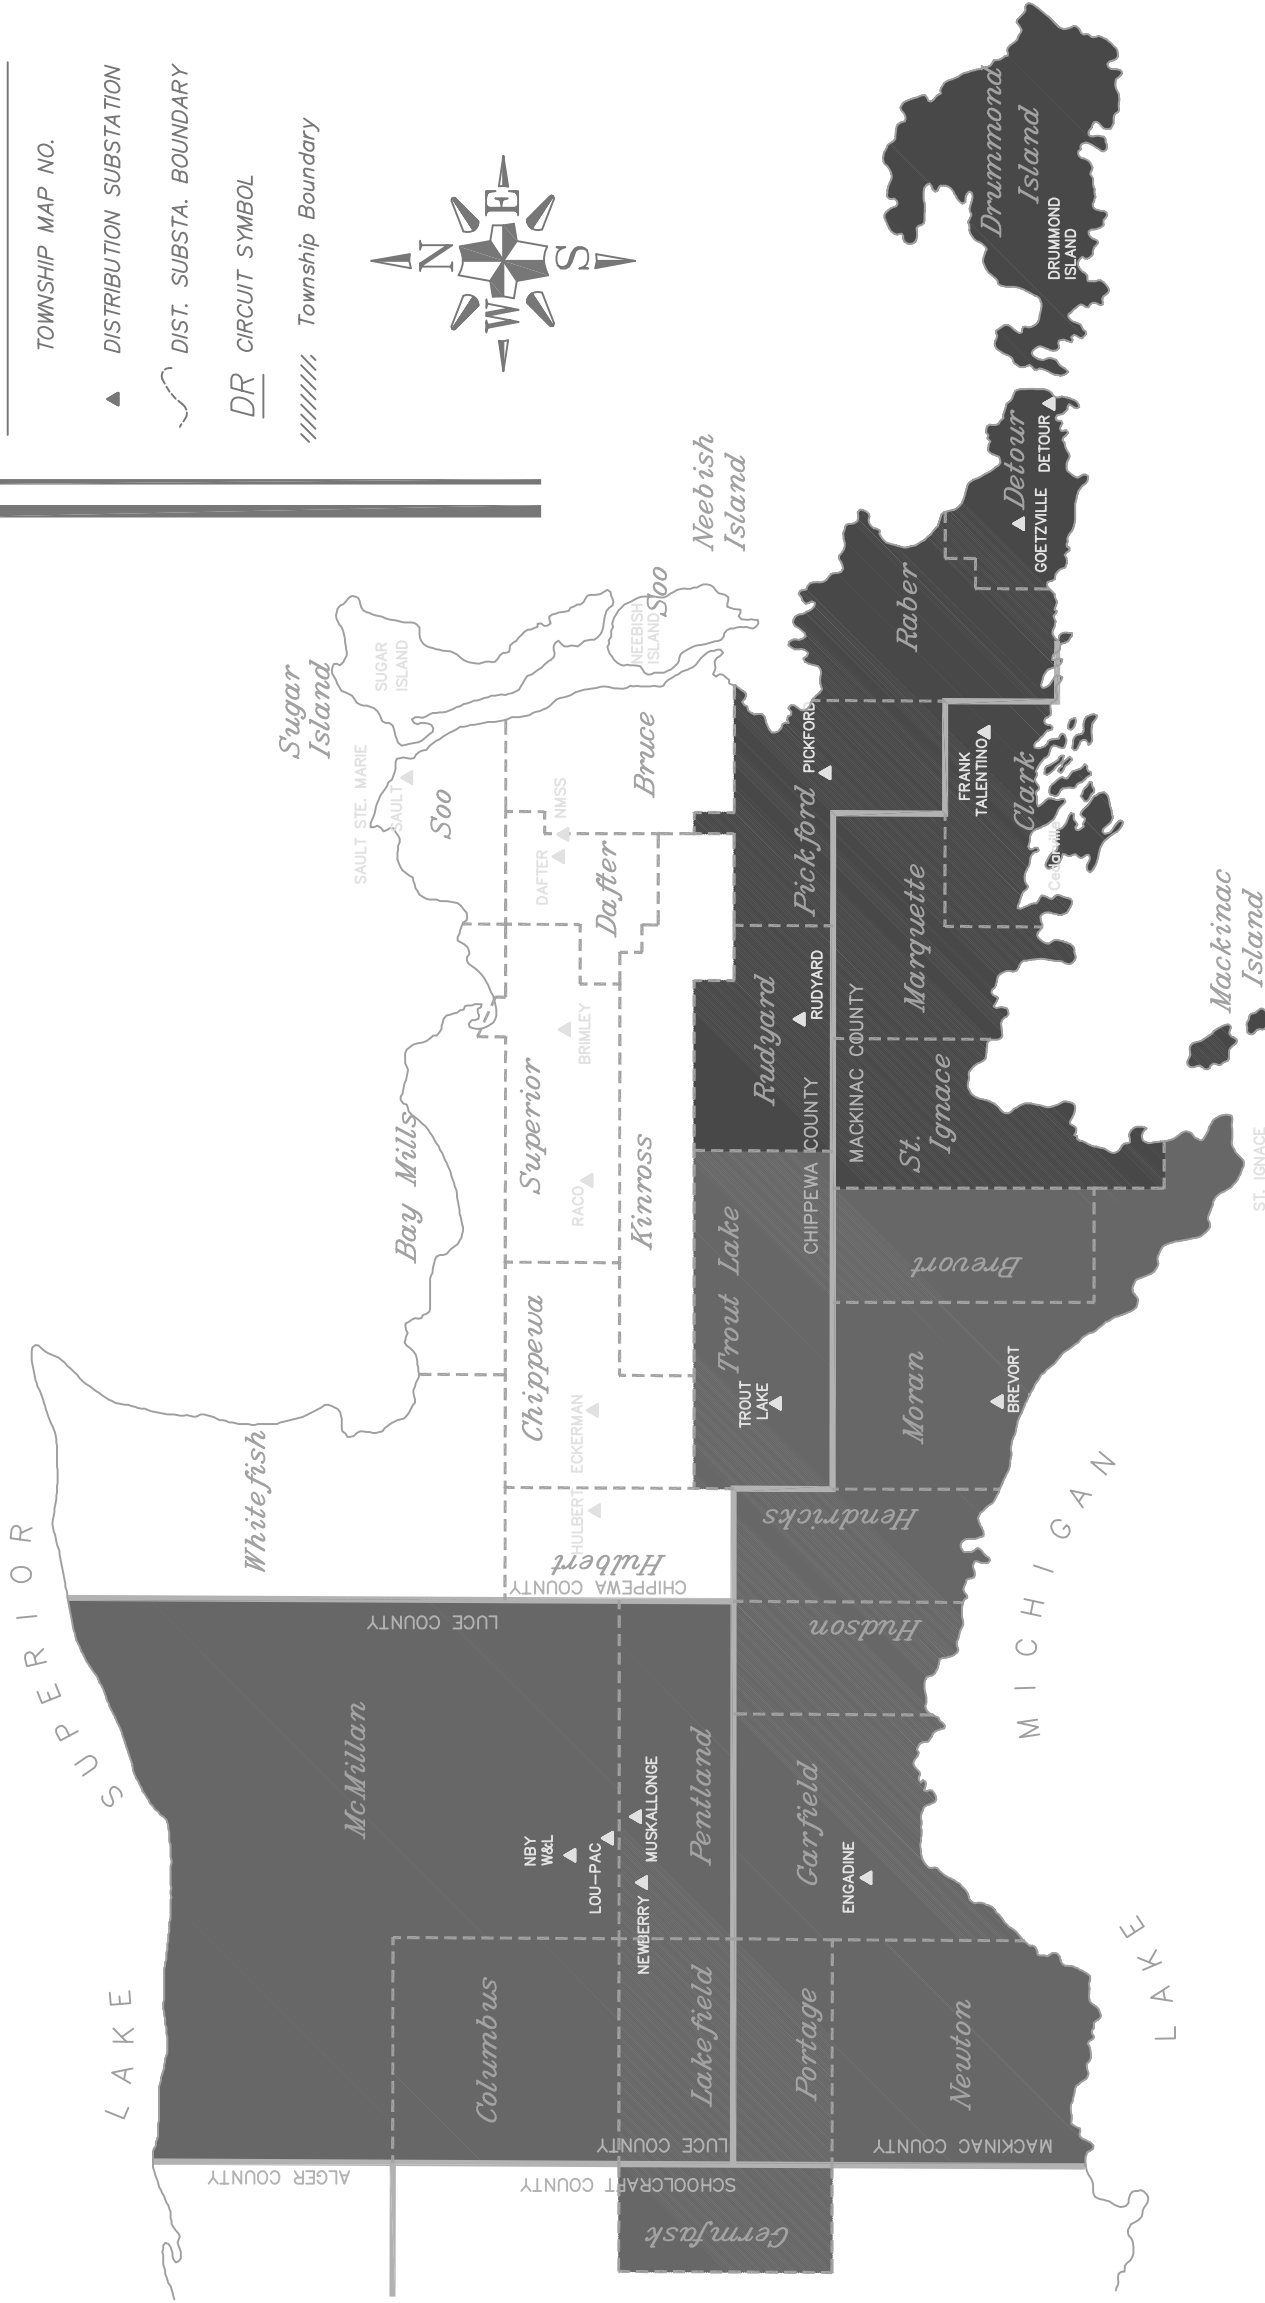 TOWNSHIP MAP NO.
DISTRIBUTION SUBSTATION
DIST. SUBSTA. BOUNDARY
DR CIRCUIT SYMBOL
Township Boundary
N
E
S
W
Drummond
Island
DRUMMOND
ISLAND
Detour
DETOUR
GOETZVILLE
Neebish
Island
Soo
NEEBISH
ISLAND
Raber
Sugar
Island
SUGAR
ISLAND
SAULT STE. MARIE
SAULT
Soo
Bruce
NMSS
DAFTER
Dafter
PICKFORD
Pickford
FRANK
TALENTINO
Clark
Marquette
Mackinac
Island
Rudyard
RUDYARD
CHIPPEWA COUNTY
MACKINAC COUNTY
St.
Ignace
ST. IGNACE
Bay Mills
Superior
BRIMLEY
RACO
Kinross
Trout Lake
TROUT
LAKE
Brevort
Moran
BREVORT
Chippewa
ECKERMAN
HULBERT
Hulbert
CHIPPEWA COUNTY
LUCE COUNTY
Whitefish
Hendricks
Hudson
LAKE SUPERIOR
LAKE MICHIGAN
McMillan
NBY
W&L
LOU-PAC
MUSKALLONGE
NEWBERRY
Pentland
Garfield
ENGADINE
Columbus
Lakefield
Portage
Newton
LUCE COUNTY
MACKINAC COUNTY
ALGER COUNTY
SCHOOLCRAFT COUNTY
Germfask